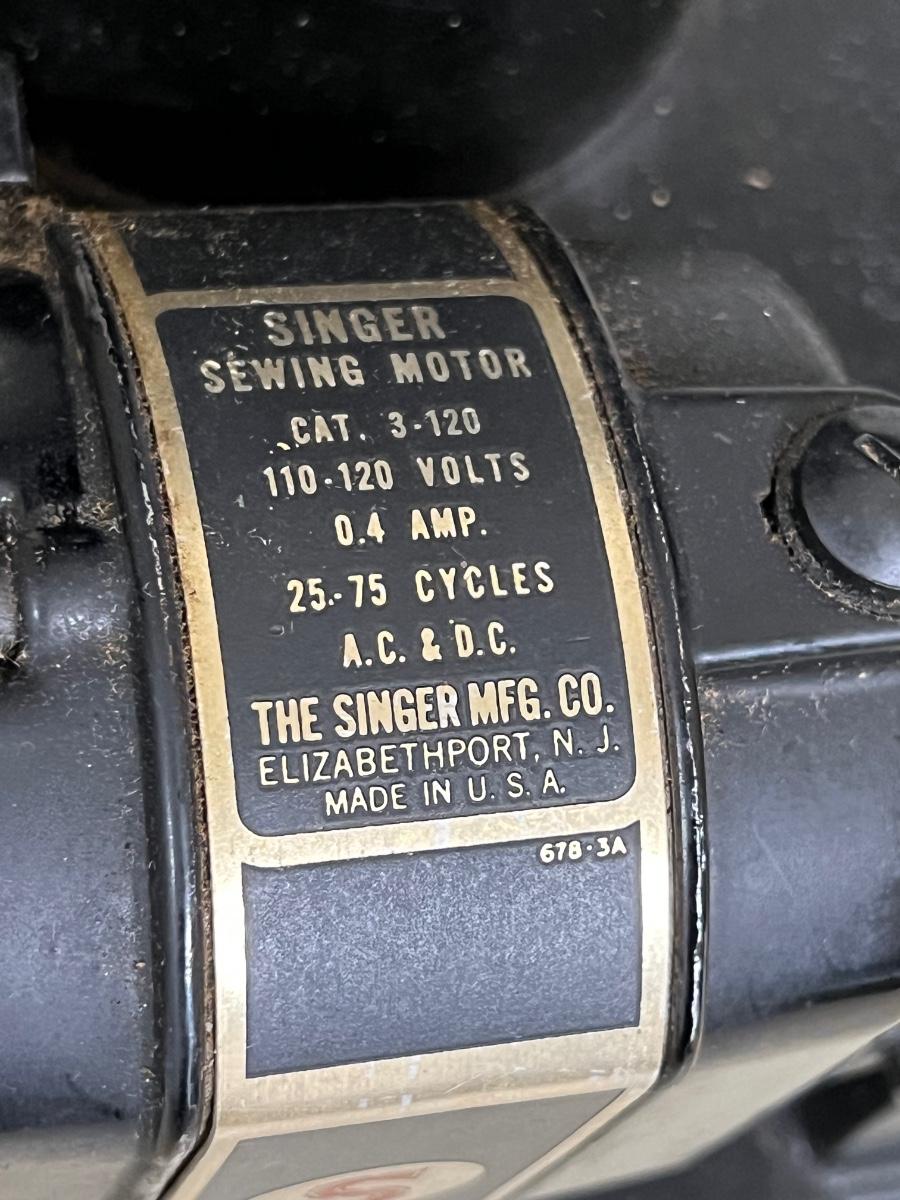 SINGER
SEWING MOTOR
CAT. 3-120
110-120 VOLTS
0.4 AMP.
25-75 CYCLES
A.C. & D.C.
THE SINGER MFG. CO.
ELIZABETHPORT, N. J.
MADE IN U. S. A.
678-3A